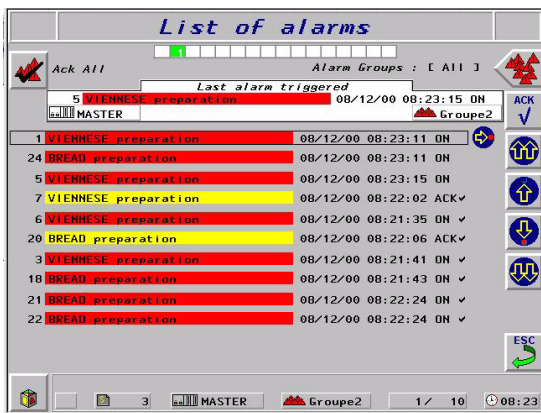 List of alarms
1
Ack All
Alarm Groups : [ All ]
Last alarm triggered
5 VIENNESE preparation 08/12/00 08:23:15 ON
MASTER Groupe2
ACK
1 VIENNESE preparation 08/12/00 08:23:11 ON
24 BREAD preparation 08/12/00 08:23:11 ON
5 VIENNESE preparation 08/12/00 08:23:15 ON
7 VIENNESE preparation 08/12/00 08:22:02 ACK✓
6 VIENNESE preparation 08/12/00 08:21:35 ON ✓
20 BREAD preparation 08/12/00 08:22:06 ACK✓
3 VIENNESE preparation 08/12/00 08:21:41 ON ✓
18 BREAD preparation 08/12/00 08:21:43 ON ✓
21 BREAD preparation 08/12/00 08:22:24 ON ✓
22 BREAD preparation 08/12/00 08:22:24 ON ✓
ESC
3 MASTER Groupe2 1/ 10 08:23